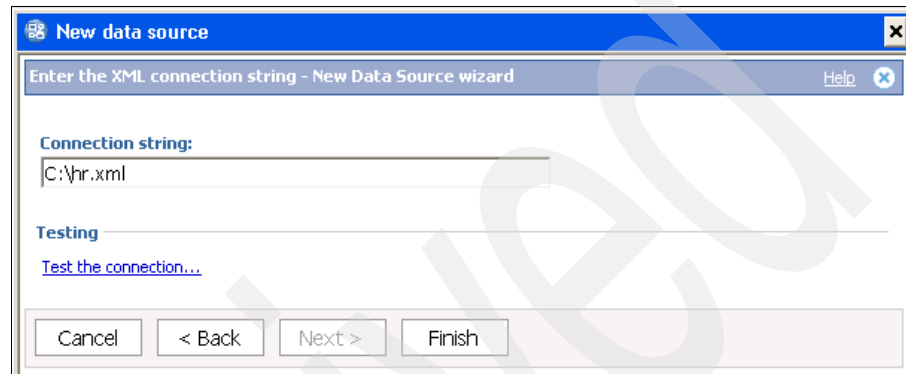 New data source
Enter the XML connection string - New Data Source wizard Help
Connection string:
C:\hr.xml
Testing
Test the connection...
Cancel < Back Next > Finish